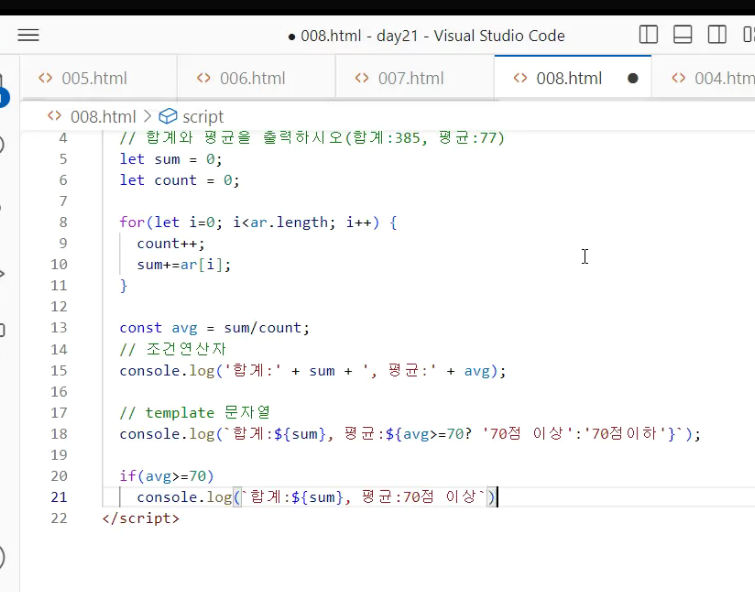 ● 008.html - day21 - Visual Studio Code
005.html 006.html 007.html 008.html ●
008.html > script
4 // 합계와 평균을 출력하시오(합계:385, 평균:77)
5 let sum = 0;
6 let count = 0;
7
8 for(let i=0; i<ar.length; i++) {
9 count++;
10 sum+=ar[i];
11 }
12
13 const avg = sum/count;
14 // 조건연산자
15 console.log('합계:' + sum + ', 평균:' + avg);
16
17 // template 문자열
18 console.log(`합계:${sum}, 평균:${avg>=70? '70점 이상':'70점이하'}`);
19
20 if(avg>=70)
21 console.log(`합계:${sum}, 평균:70점 이상`)
22 </script>